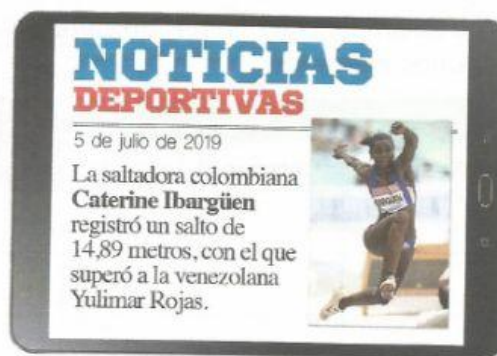 NOTICIAS
DEPORTIVAS
5 de julio de 2019
La saltadora colombiana
Caterine Ibargüen
registró un salto de
14,89 metros, con el que
superó a la venezolana
Yulimar Rojas.